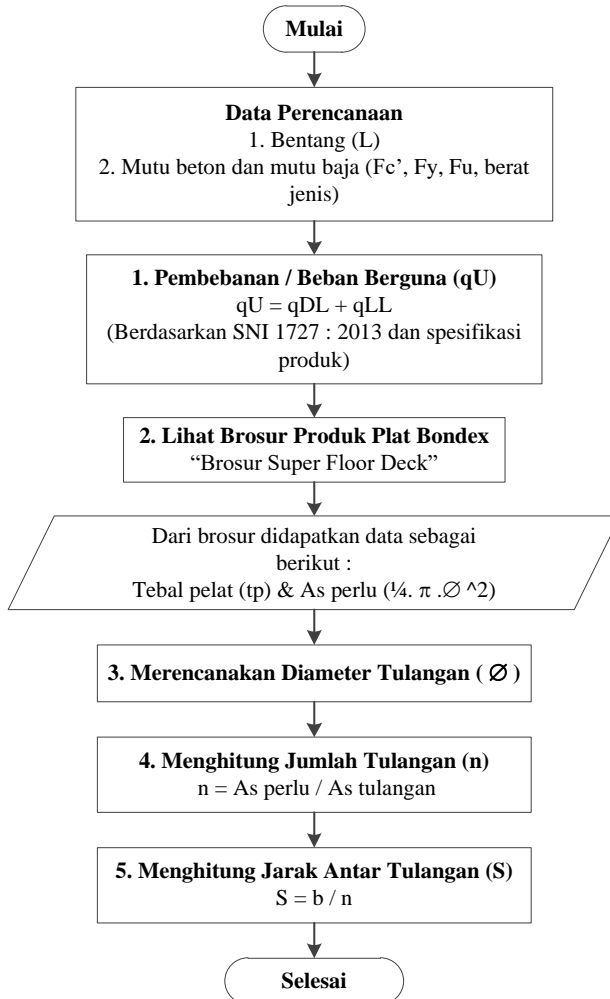 Mulai
Data Perencanaan
1. Bentang (L)
2. Mutu beton dan mutu baja (Fc’, Fy, Fu, berat
jenis)
1. Pembebanan / Beban Berguna (qU)
qU = qDL + qLL
(Berdasarkan SNI 1727 : 2013 dan spesifikasi
produk)
2. Lihat Brosur Produk Plat Bondex
“Brosur Super Floor Deck”
Dari brosur didapatkan data sebagai
berikut :
Tebal pelat (tp) & As perlu (¼. π .∅ ^2)
3. Merencanakan Diameter Tulangan ( ∅ )
4. Menghitung Jumlah Tulangan (n)
n = As perlu / As tulangan
5. Menghitung Jarak Antar Tulangan (S)
S = b / n
Selesai